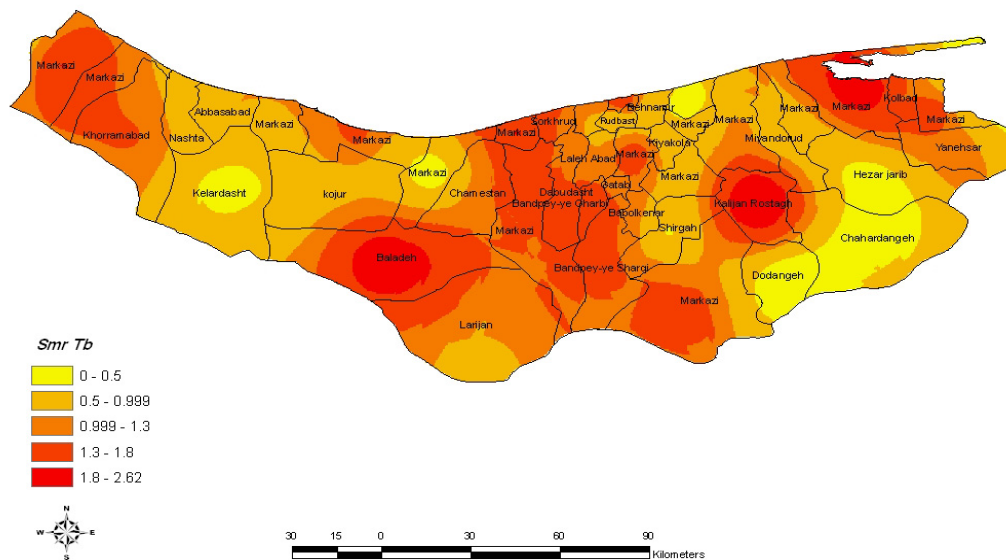 Markazi
Markazi
Khorramabad
Nashta
Abbasabad
Markazi
Kelardasht
kojur
Markazi
Markazi
Chamestan
Baladeh
Larijan
Markazi
Sorkhrud
Laleh Abad
Dabudasht
Bandpey-ye Gharbi
Markazi
Bandpey-ye Sharqi
Behnamir
Rudbast
Markazi
Kiyakola
Markazi
Gatab
Babolkenar
Markazi
Shirgah
Markazi
Markazi
Miyandorud
Markazi
Kalijan Rostagh
Dodangeh
Chahardangeh
Hezar jarib
Markazi
Kolbad
Markazi
Yanehsar
Smr Tb
0 - 0.5
0.5 - 0.999
0.999 - 1.3
1.3 - 1.8
1.8 - 2.62
N
W E
S
30 15 0 30 60 90
Kilometers